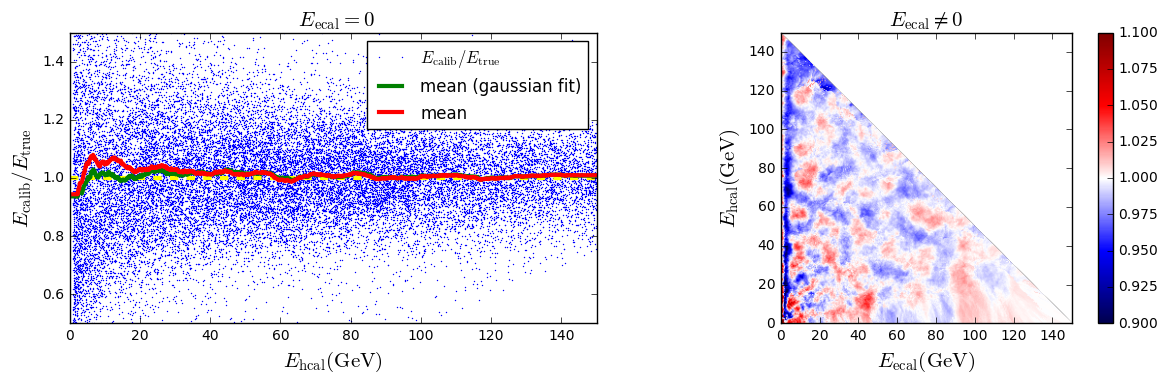 E_ecal = 0
E_calib/E_true
mean (gaussian fit)
mean
E_calib/E_true
1.4
1.2
1.0
0.8
0.6
0 20 40 60 80 100 120 140
E_hcal(GeV)
E_ecal ≠ 0
E_hcal(GeV)
140
120
100
80
60
40
20
0
0 20 40 60 80 100 120 140
E_ecal(GeV)
1.100
1.075
1.050
1.025
1.000
0.975
0.950
0.925
0.900